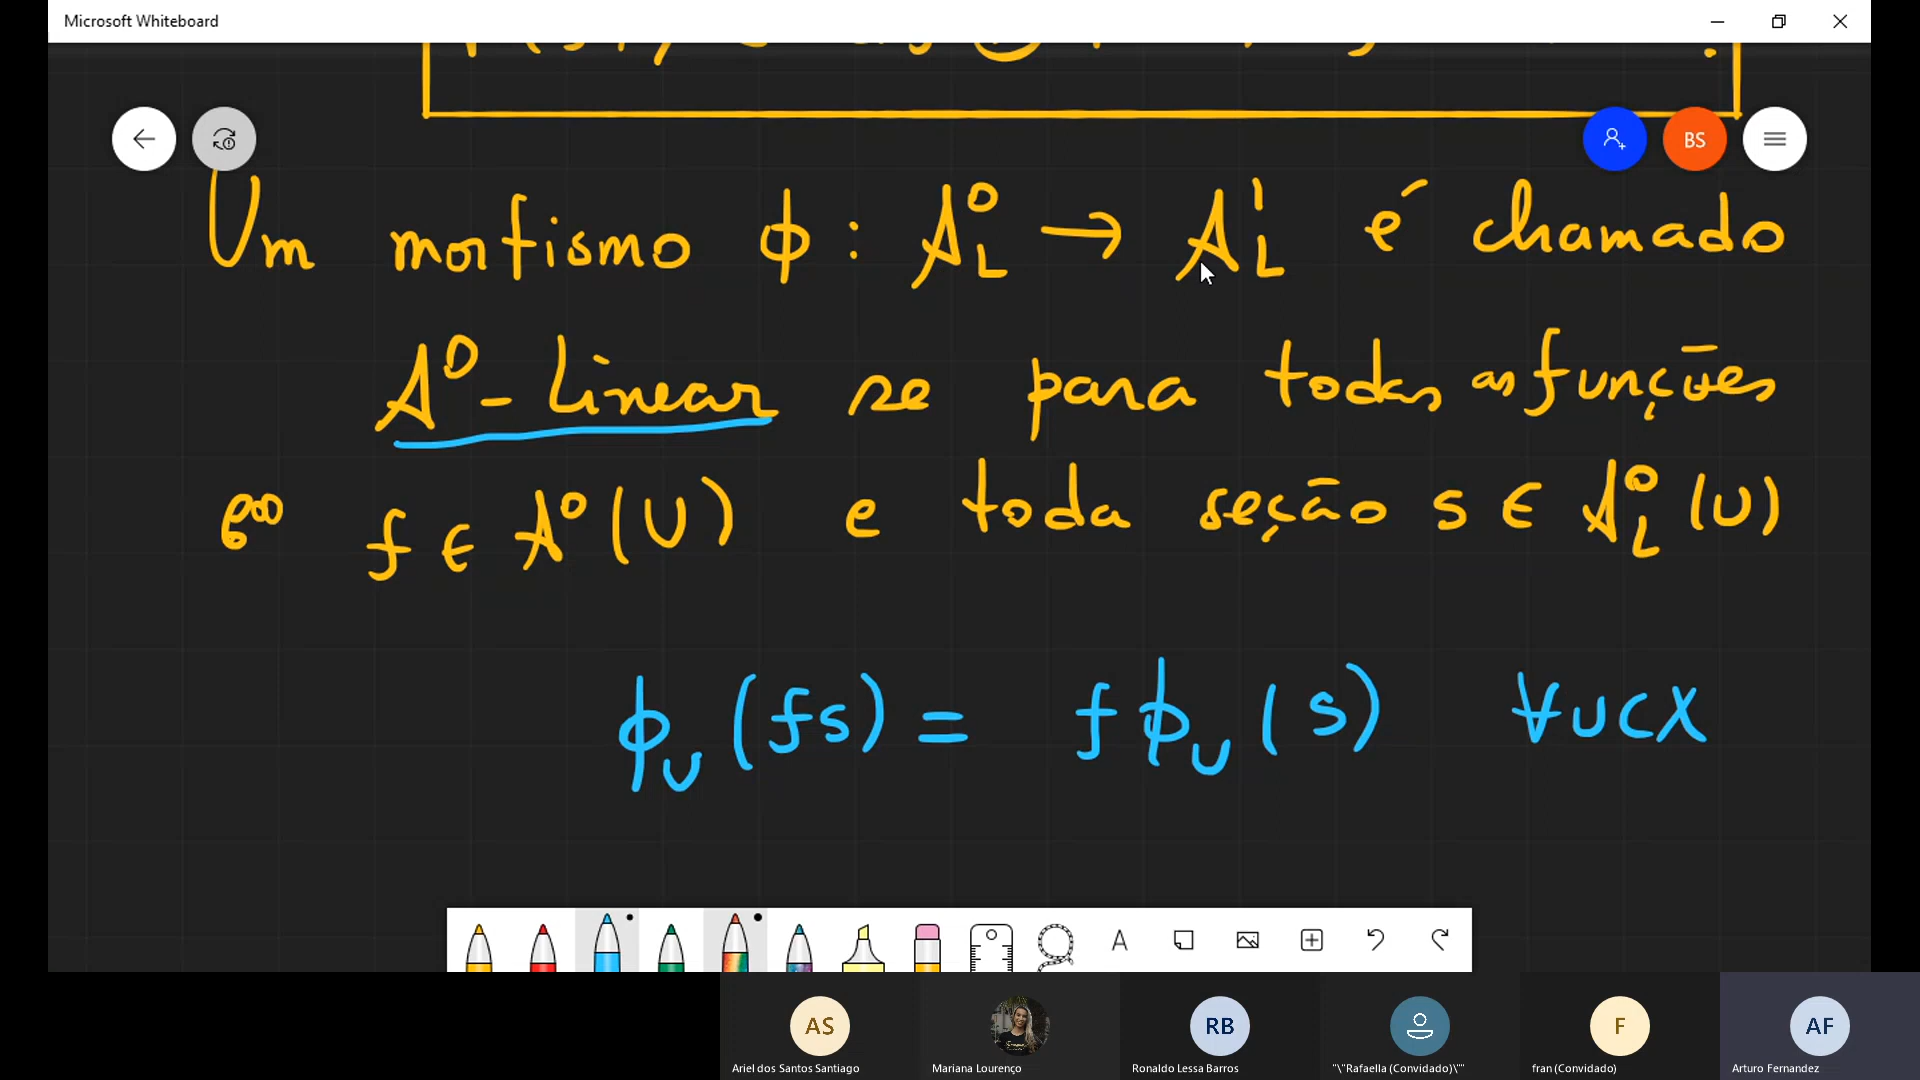 Microsoft Whiteboard
BS
Um morfismo ϕ : A⁰_L → A¹_L é chamado
A⁰-linear se para todas as funções
C^∞ f ∈ A⁰(U) e toda seção s ∈ A⁰_L(U)
ϕ_U(fs) = f ϕ_U(s) ∀U⊂X
A
AS
RB
F
AF
Ariel dos Santos Santiago
Mariana Lourenço
Ronaldo Lessa Barros
"\"Rafaella (Convidado)\""
fran (Convidado)
Arturo Fernandez